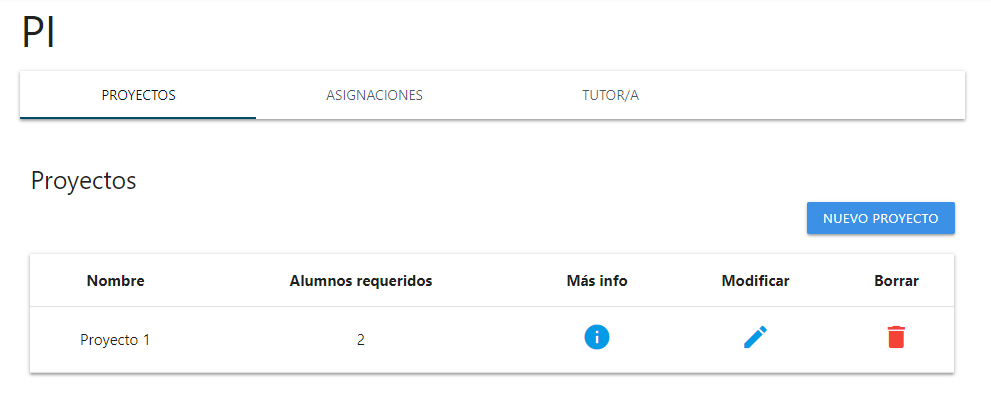 PI
PROYECTOS ASIGNACIONES TUTOR/A
Proyectos
NUEVO PROYECTO
Nombre Alumnos requeridos Más info Modificar Borrar
Proyecto 1 2